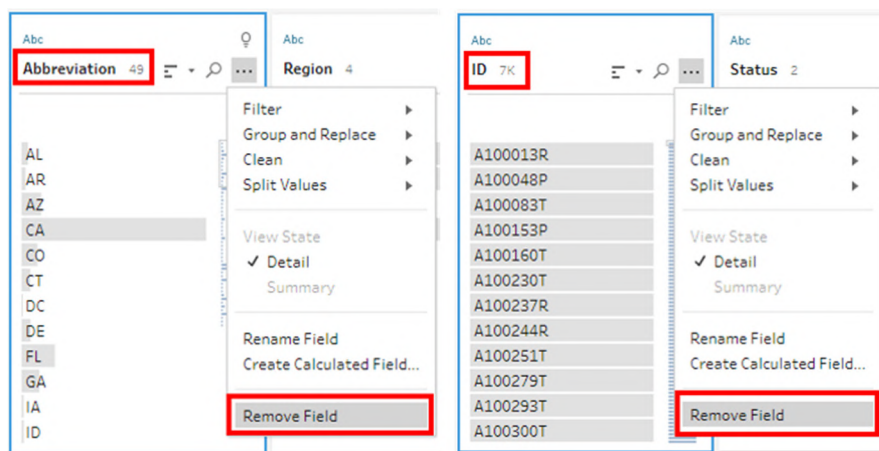 Abc
Abbreviation 49
Abc
Region 4
Filter
Group and Replace
Clean
Split Values
View State
✓ Detail
Summary
Rename Field
Create Calculated Field...
Remove Field
AL
AR
AZ
CA
CO
CT
DC
DE
FL
GA
IA
ID
Abc
ID 7K
Abc
Status 2
Filter
Group and Replace
Clean
Split Values
View State
✓ Detail
Summary
Rename Field
Create Calculated Field...
Remove Field
A100013R
A100048P
A100083T
A100153P
A100160T
A100230T
A100237R
A100244R
A100251T
A100279T
A100293T
A100300T